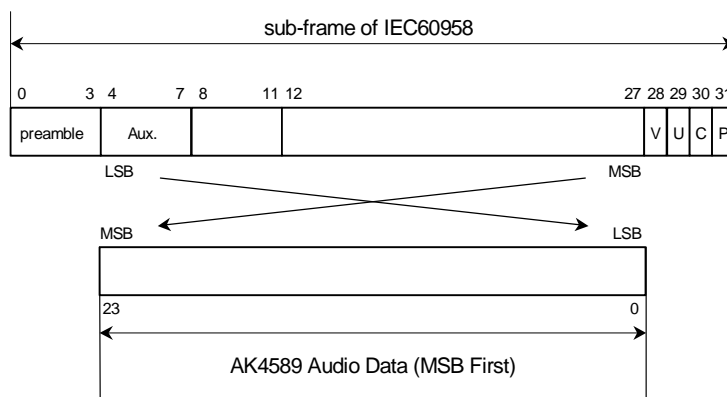 sub-frame of IEC60958
0 3 4 7 8 11 12 27 28 29 30 31
preamble Aux. V U C P
LSB MSB
MSB LSB
23 0
AK4589 Audio Data (MSB First)